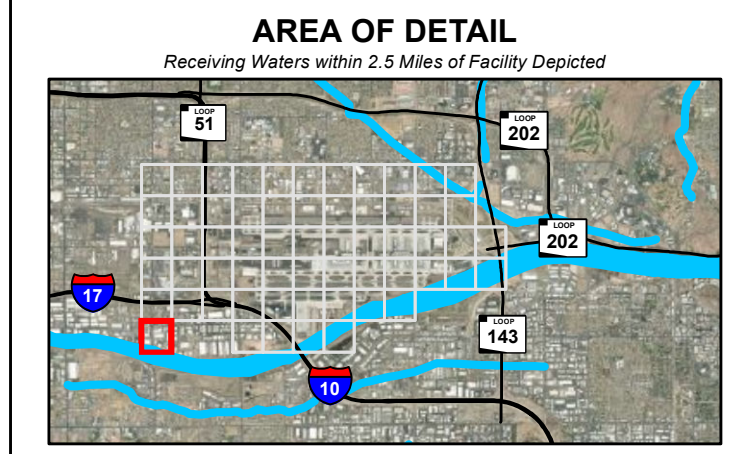 AREA OF DETAIL
Receiving Waters within 2.5 Miles of Facility Depicted
LOOP
51
LOOP
202
LOOP
202
17
LOOP
143
10